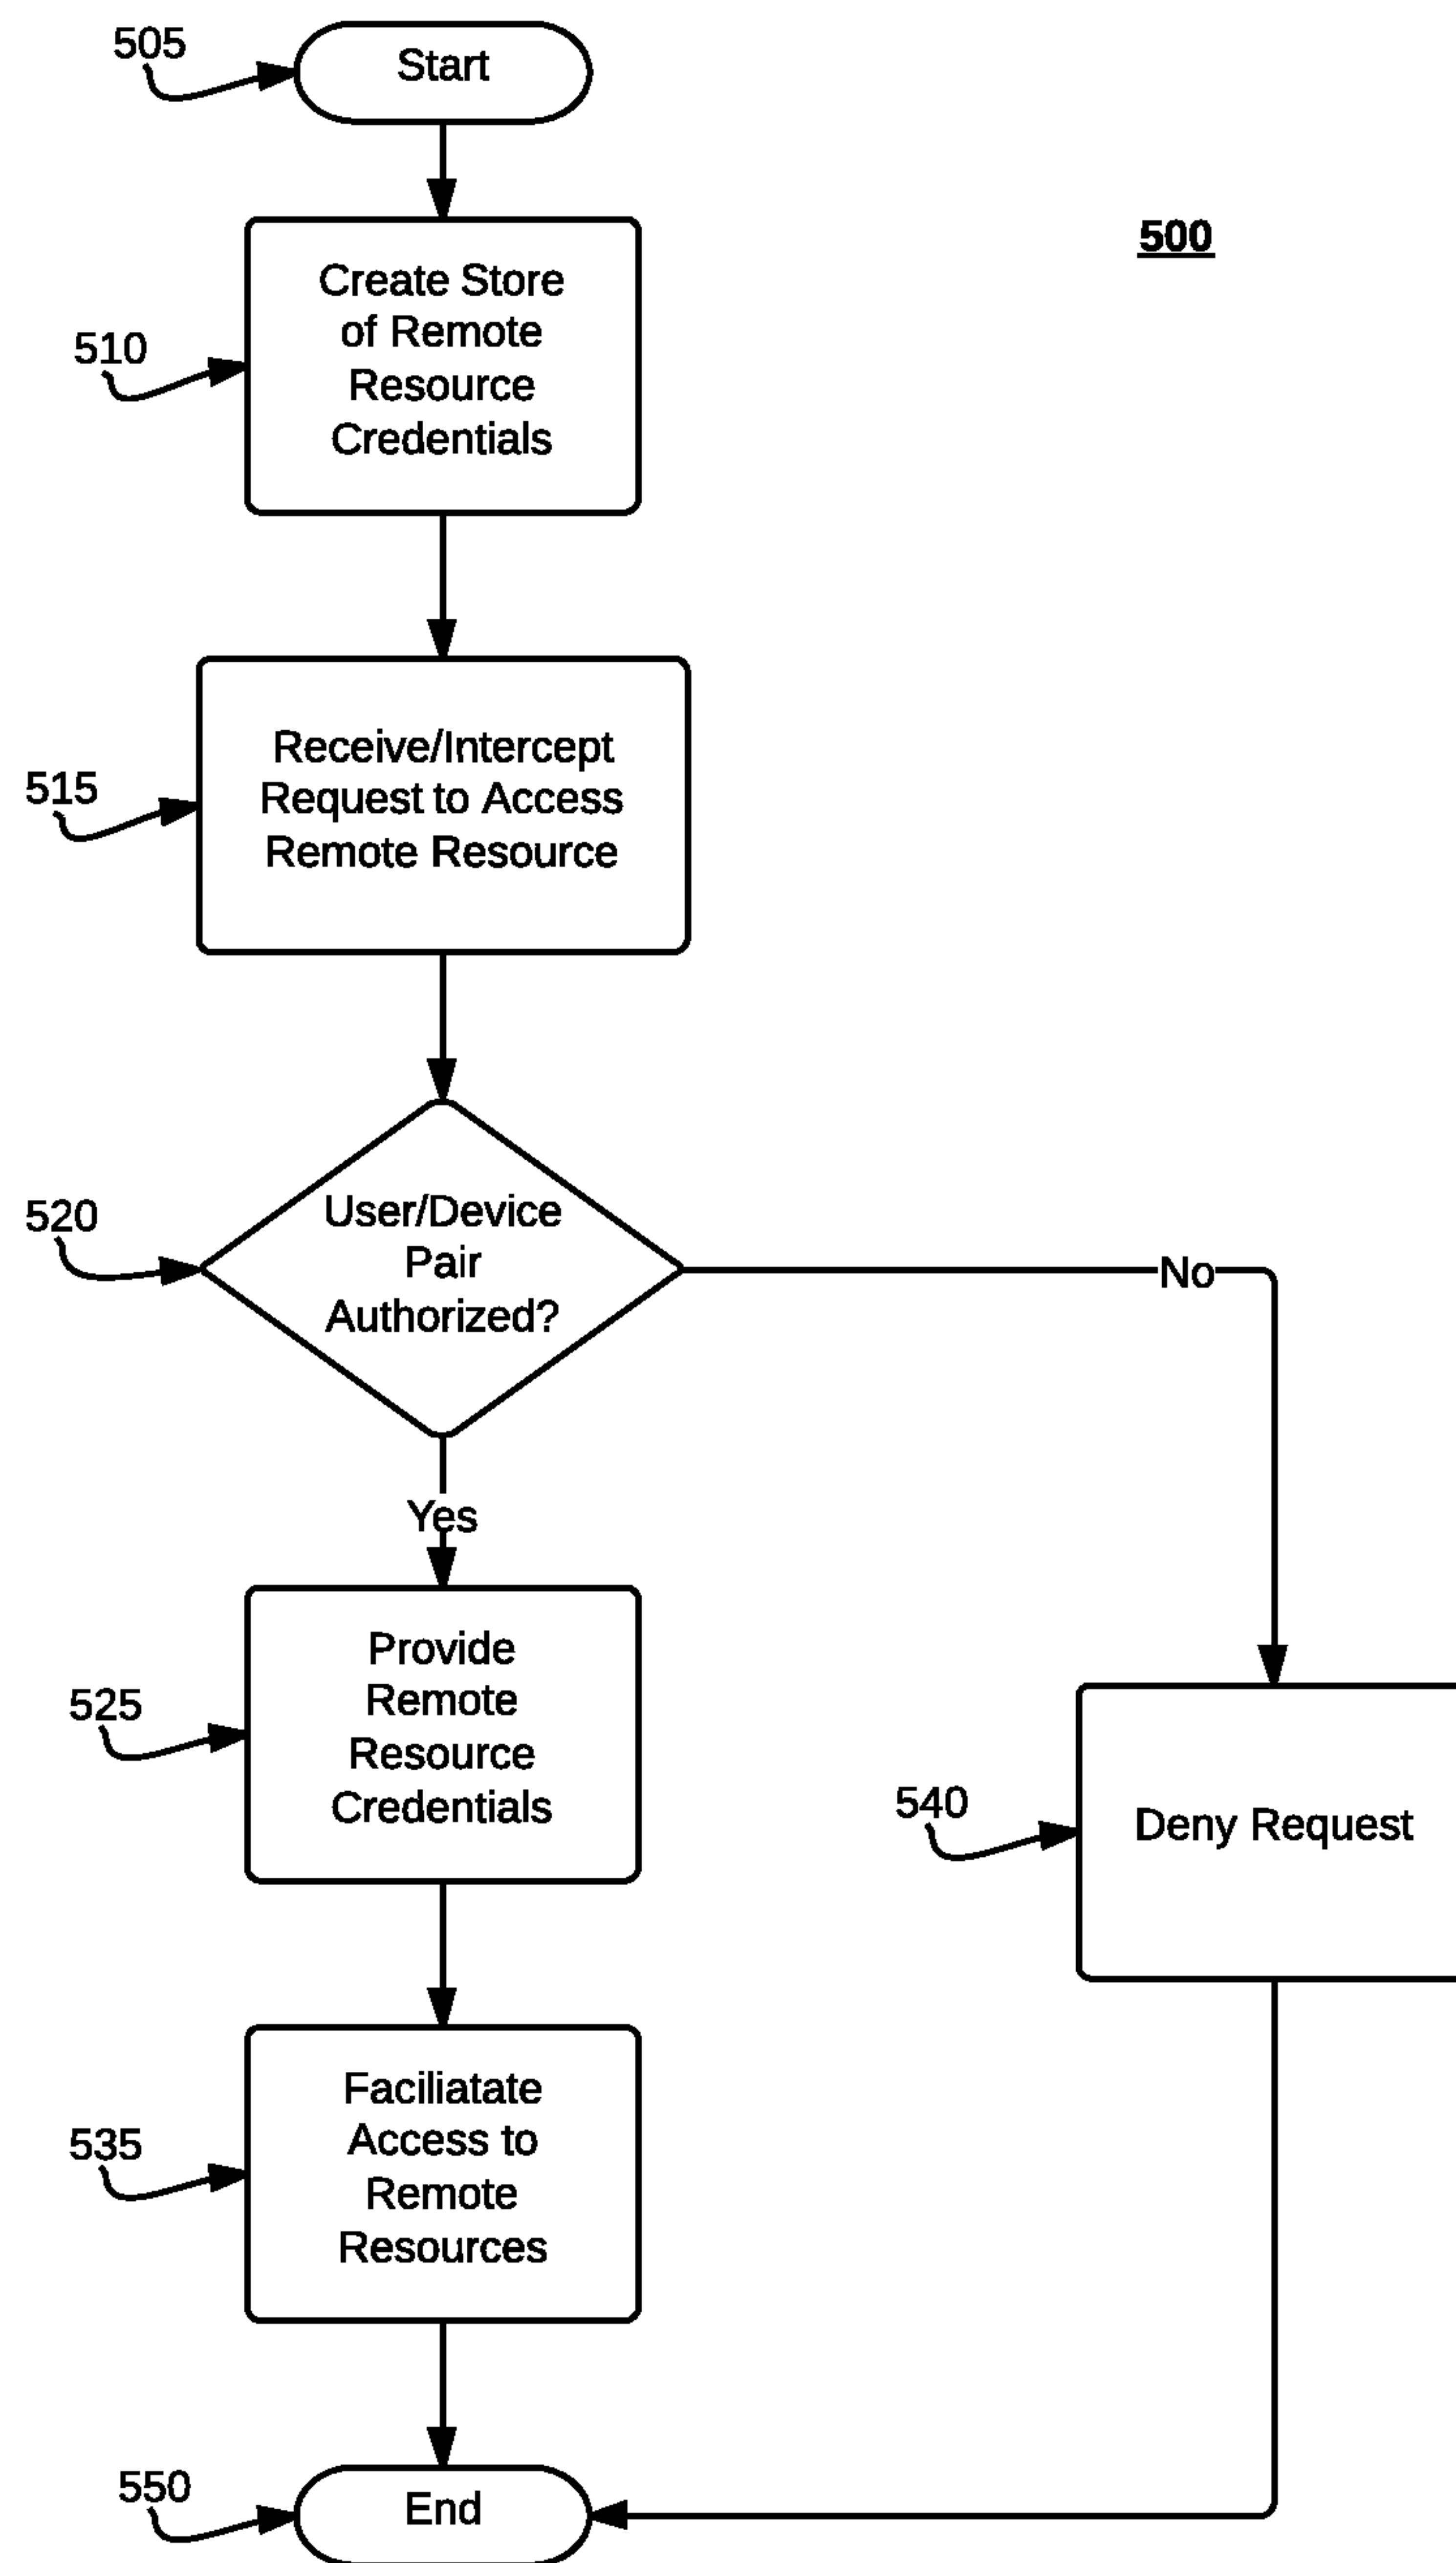 505
Start
500
510
Create Store
of Remote
Resource
Credentials
515
Receive/Intercept
Request to Access
Remote Resource
520
User/Device
Pair
Authorized?
No
Yes
525
Provide
Remote
Resource
Credentials
540
Deny Request
535
Faciliatate
Access to
Remote
Resources
550
End